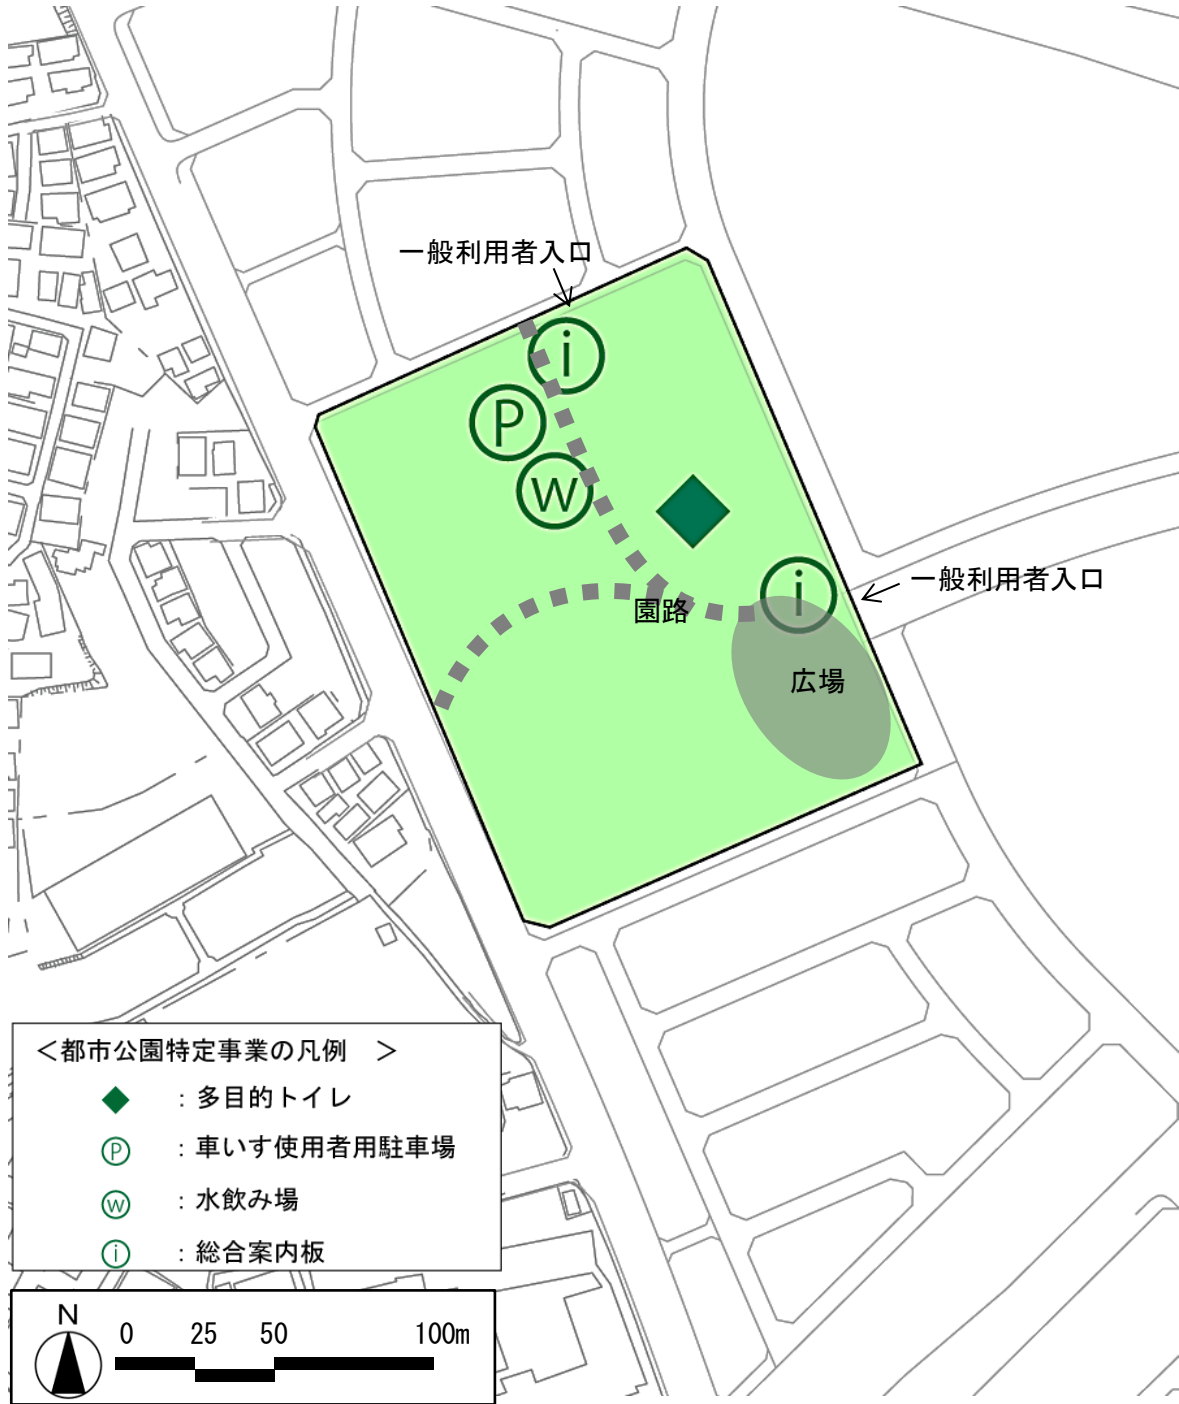 一般利用者入口
i
P
W
園路
i
一般利用者入口
広場
＜都市公園特定事業の凡例　＞
：多目的トイレ
P ：車いす使用者用駐車場
W ：水飲み場
i ：総合案内板
N
0 25 50 100m